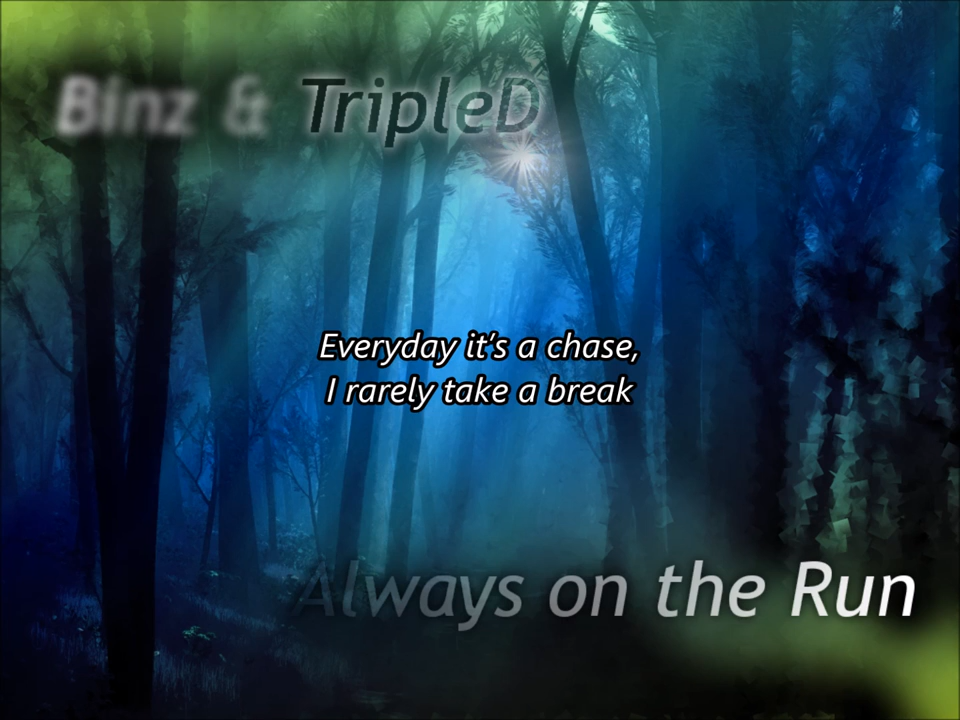 Binz & TripleD
Everyday it's a chase,
I rarely take a break
Always on the Run